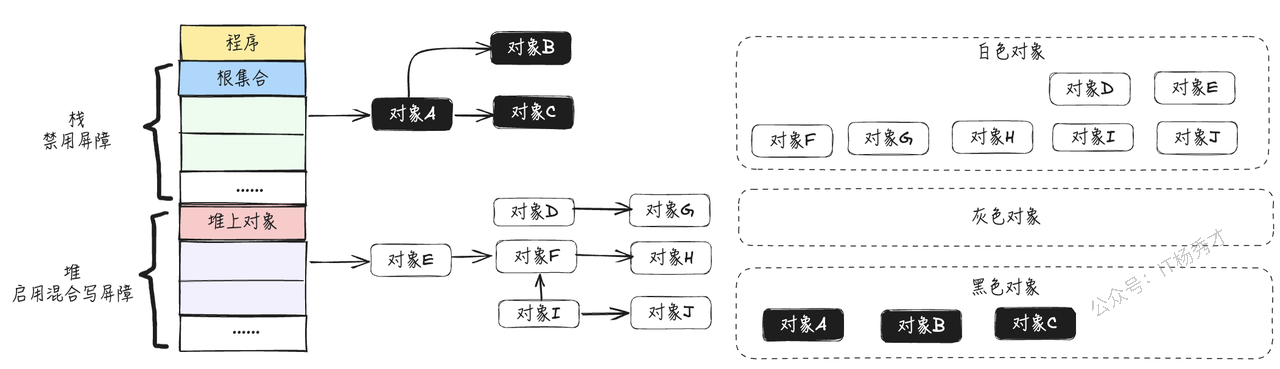 程序
根集合
栈
禁用屏障
……
堆上对象
堆
启用混合写屏障
……
对象B
对象A
对象C
对象D
对象G
对象E
对象F
对象H
对象I
对象J
白色对象
对象D
对象E
对象F
对象G
对象H
对象I
对象J
灰色对象
黑色对象
对象A
对象B
对象C
公众号：IT杨秀才